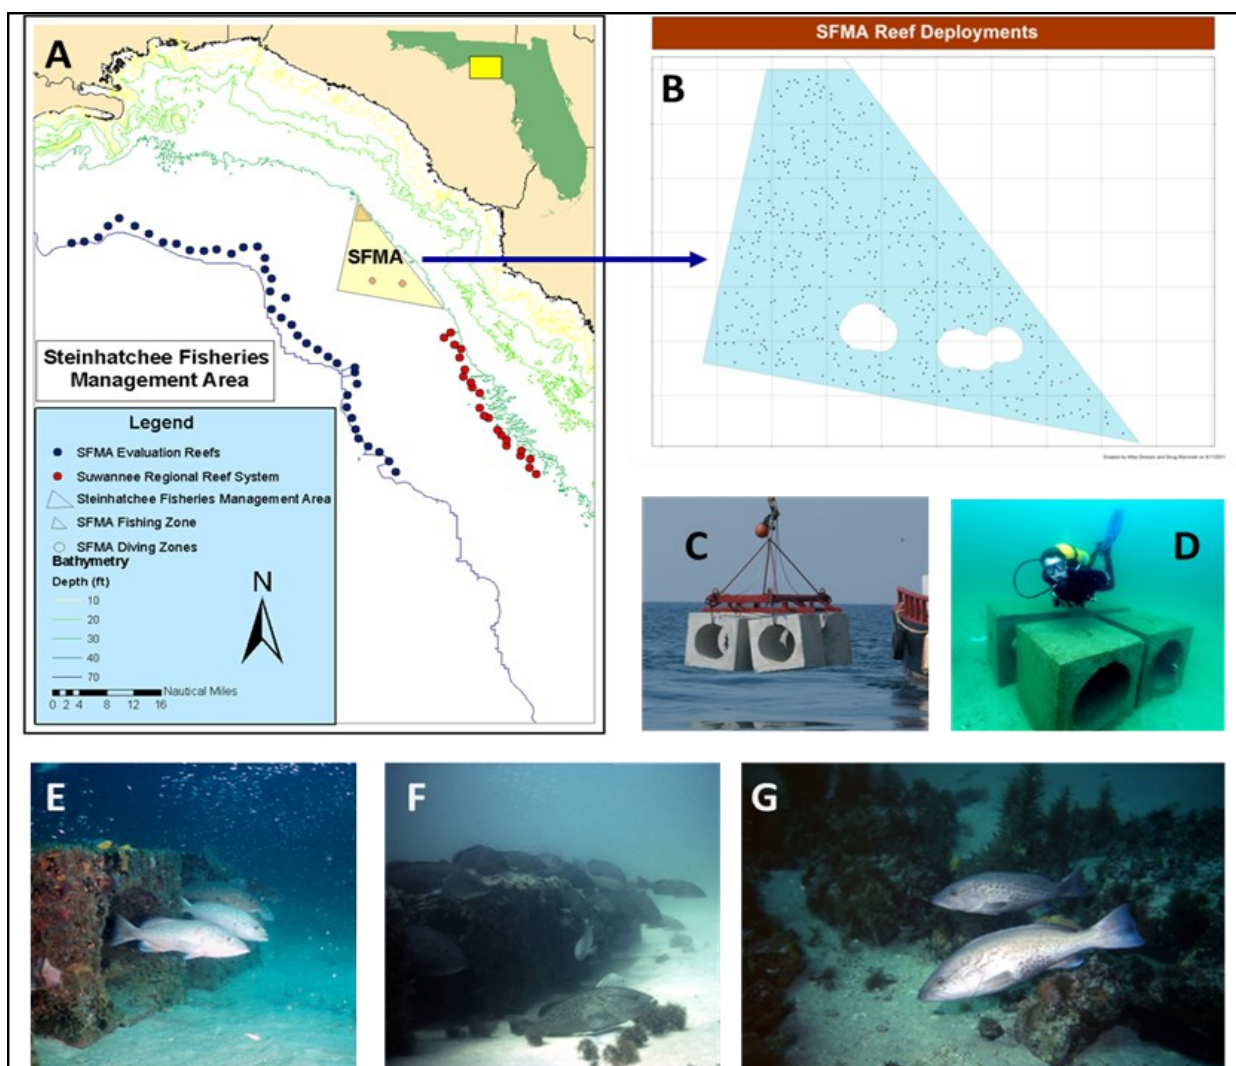 A
SFMA
Steinhatchee Fisheries
Management Area
Legend
SFMA Evaluation Reefs
Suwannee Regional Reef System
Steinhatchee Fisheries Management Area
SFMA Fishing Zone
SFMA Diving Zones
Bathymetry
Depth (ft)
10
20
30
40
70
N
Nautical Miles
0 2 4 8 12 16
SFMA Reef Deployments
B
C
D
E
F
G